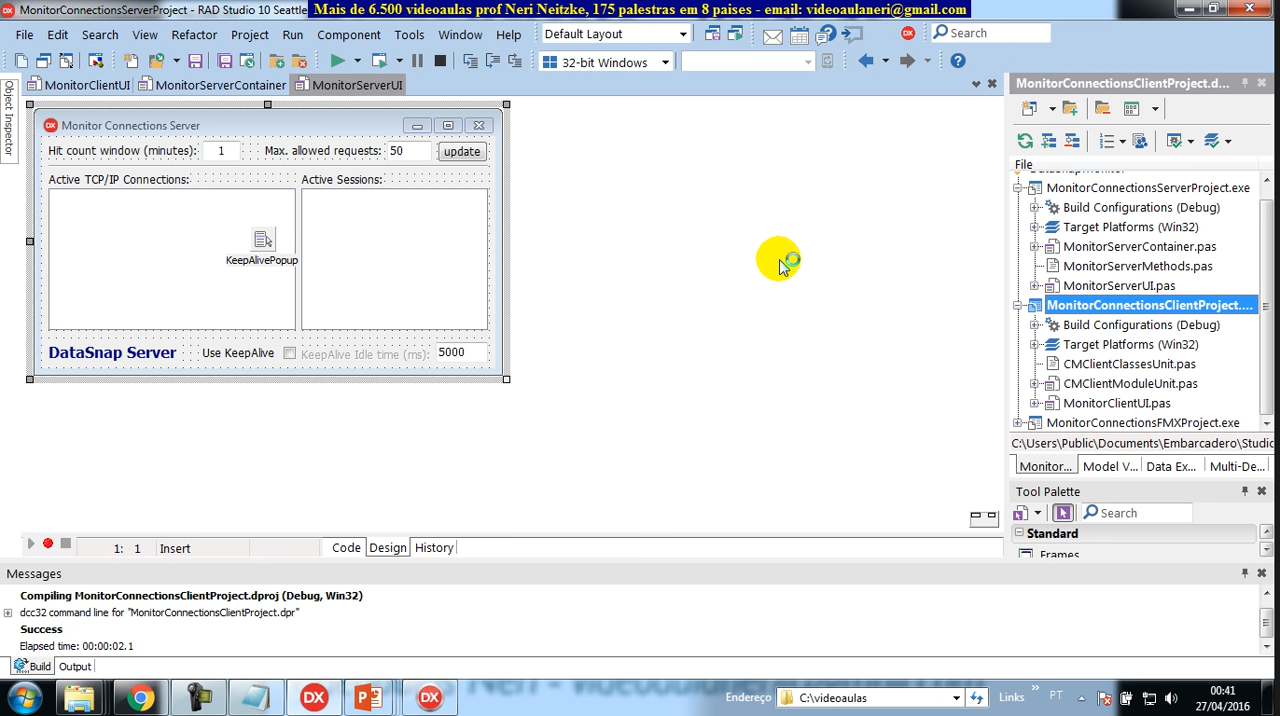 MonitorConnectionsServerProject - RAD Studio 10 Seattle
Mais de 6.500 videoaulas prof Neri Neitzke, 175 palestras em 8 paises - email: videoaulaneri@gmail.com
File Edit Search View Refactor Project Run Component Tools Window Help
Default Layout
Search
32-bit Windows
MonitorClientUI MonitorServerContainer MonitorServerUI
Object Inspector
Monitor Connections Server
Hit count window (minutes): 1 Max. allowed requests: 50 update
Active TCP/IP Connections: Active Sessions:
KeepAlivePopup
DataSnap Server Use KeepAlive KeepAlive Idle time (ms): 5000
MonitorConnectionsClientProject.d...
File
MonitorConnectionsServerProject.exe
Build Configurations (Debug)
Target Platforms (Win32)
MonitorServerContainer.pas
MonitorServerMethods.pas
MonitorServerUI.pas
MonitorConnectionsClientProject....
Build Configurations (Debug)
Target Platforms (Win32)
CMClientClassesUnit.pas
CMClientModuleUnit.pas
MonitorClientUI.pas
MonitorConnectionsFMXProject.exe
C:\Users\Public\Documents\Embarcadero\Studio
Monitor... Model V... Data Ex... Multi-De...
Tool Palette
Search
Standard
Frames
1: 1 Insert
Code Design History
Messages
Compiling MonitorConnectionsClientProject.dproj (Debug, Win32)
dcc32 command line for "MonitorConnectionsClientProject.dpr"
Success
Elapsed time: 00:00:02.1
Build Output
Endereço C:\videoaulas Links PT
00:41
27/04/2016